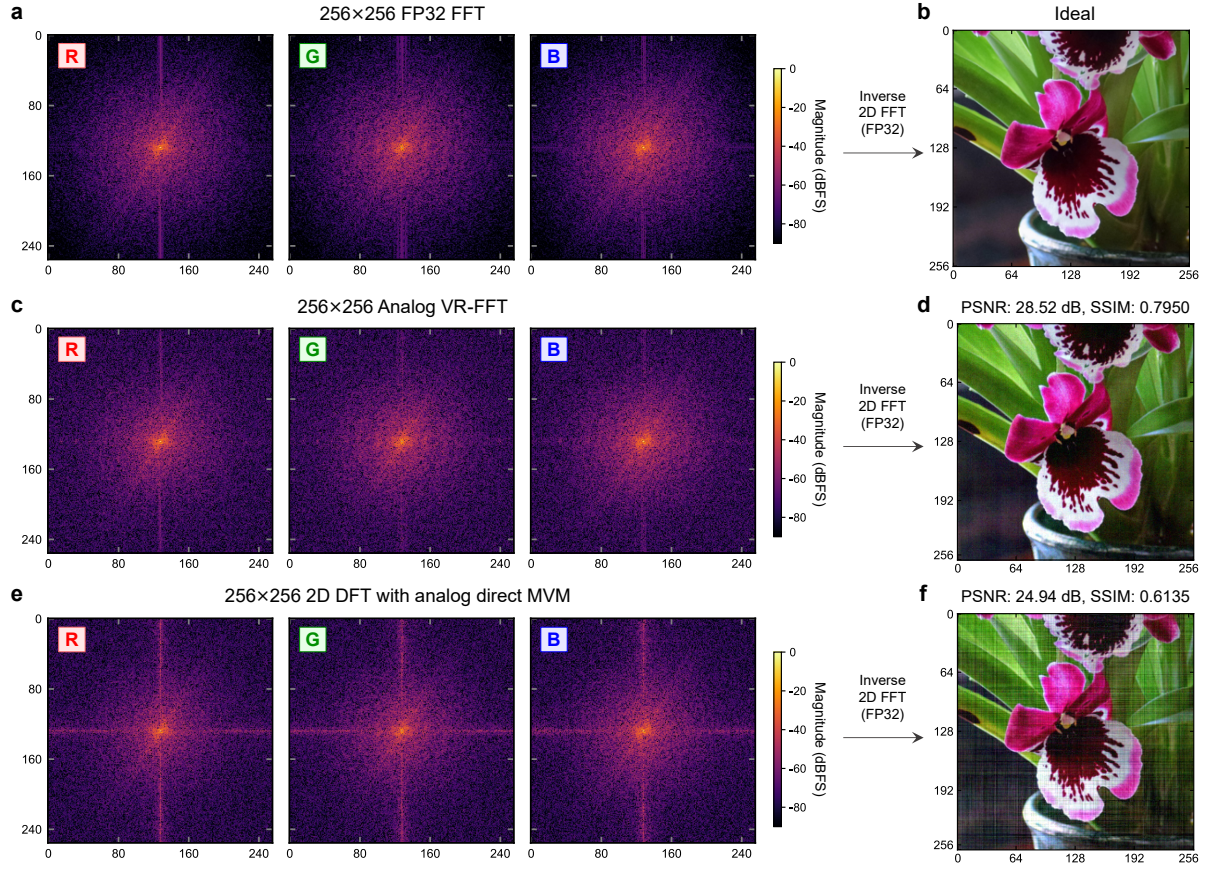 a
256×256 FP32 FFT
R
G
B
0
80
160
240
0 80 160 240
0 80 160 240
0 80 160 240
0
-20
-40
-60
-80
Magnitude (dBFS)
Inverse
2D FFT
(FP32)
b
Ideal
0
64
128
192
256
0 64 128 192 256
c
256×256 Analog VR-FFT
R
G
B
0
80
160
240
0 80 160 240
0 80 160 240
0 80 160 240
0
-20
-40
-60
-80
Magnitude (dBFS)
Inverse
2D FFT
(FP32)
d
PSNR: 28.52 dB, SSIM: 0.7950
0
64
128
192
256
0 64 128 192 256
e
256×256 2D DFT with analog direct MVM
R
G
B
0
80
160
240
0 80 160 240
0 80 160 240
0 80 160 240
0
-20
-40
-60
-80
Magnitude (dBFS)
Inverse
2D FFT
(FP32)
f
PSNR: 24.94 dB, SSIM: 0.6135
0
64
128
192
256
0 64 128 192 256